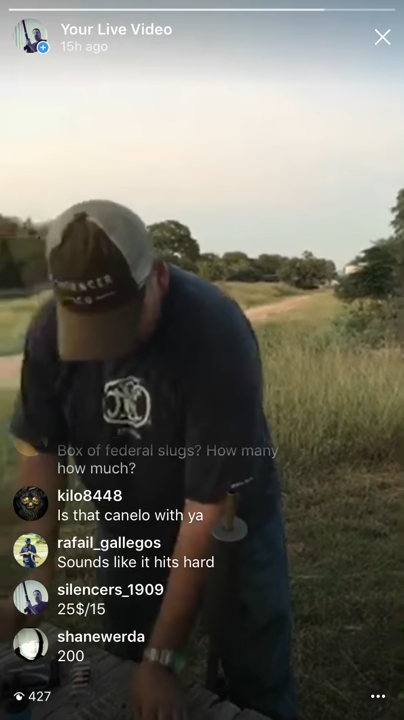 Your Live Video
15h ago
Box of federal slugs? How many
how much?
kilo8448
Is that canelo with ya
rafail_gallegos
Sounds like it hits hard
silencers_1909
25$/15
shanewerda
200
427